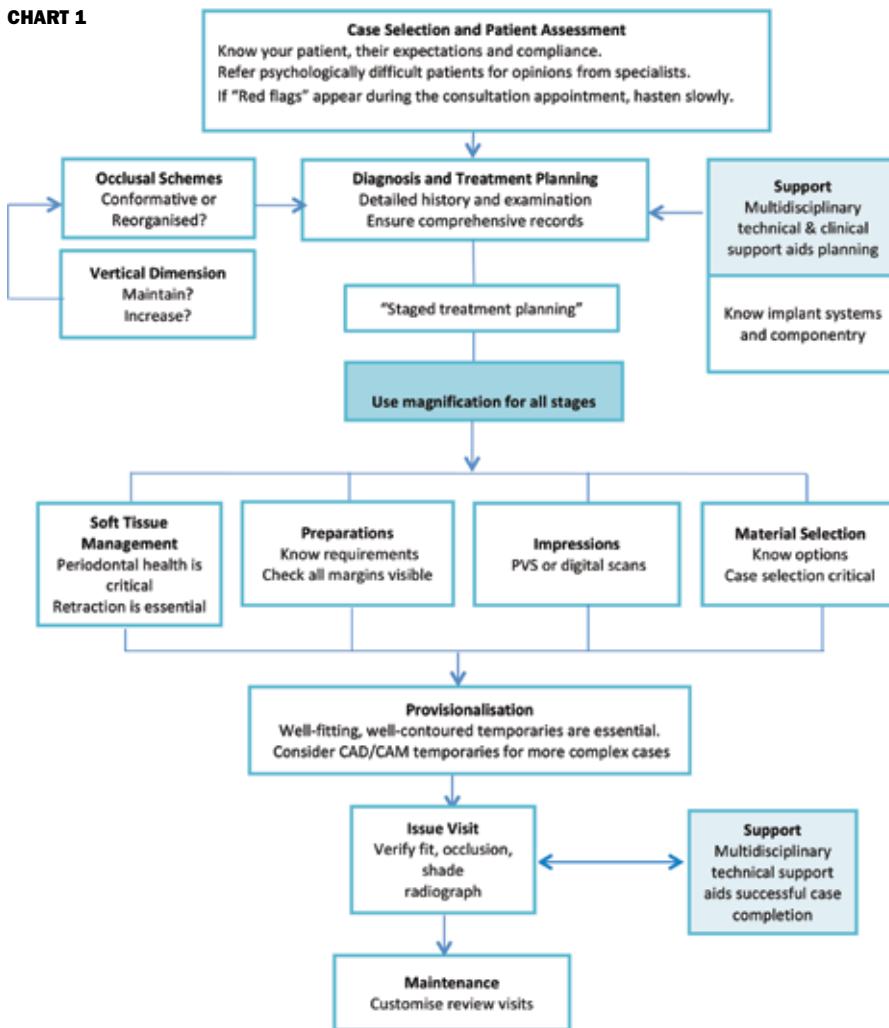 CHART 1
Case Selection and Patient Assessment
Know your patient, their expectations and compliance.
Refer psychologically difficult patients for opinions from specialists.
If "Red flags" appear during the consultation appointment, hasten slowly.
Occlusal Schemes
Conformative or
Reorganised?
Vertical Dimension
Maintain?
Increase?
Diagnosis and Treatment Planning
Detailed history and examination
Ensure comprehensive records
Support
Multidisciplinary
technical & clinical
support aids planning
Know implant systems
and componentry
"Staged treatment planning"
Use magnification for all stages
Soft Tissue
Management
Periodontal health is
critical
Retraction is essential
Preparations
Know requirements
Check all margins visible
Impressions
PVS or digital scans
Material Selection
Know options
Case selection critical
Provisionalisation
Well-fitting, well-contoured temporaries are essential.
Consider CAD/CAM temporaries for more complex cases
Issue Visit
Verify fit, occlusion,
shade
radiograph
Support
Multidisciplinary
technical support
aids successful case
completion
Maintenance
Customise review visits